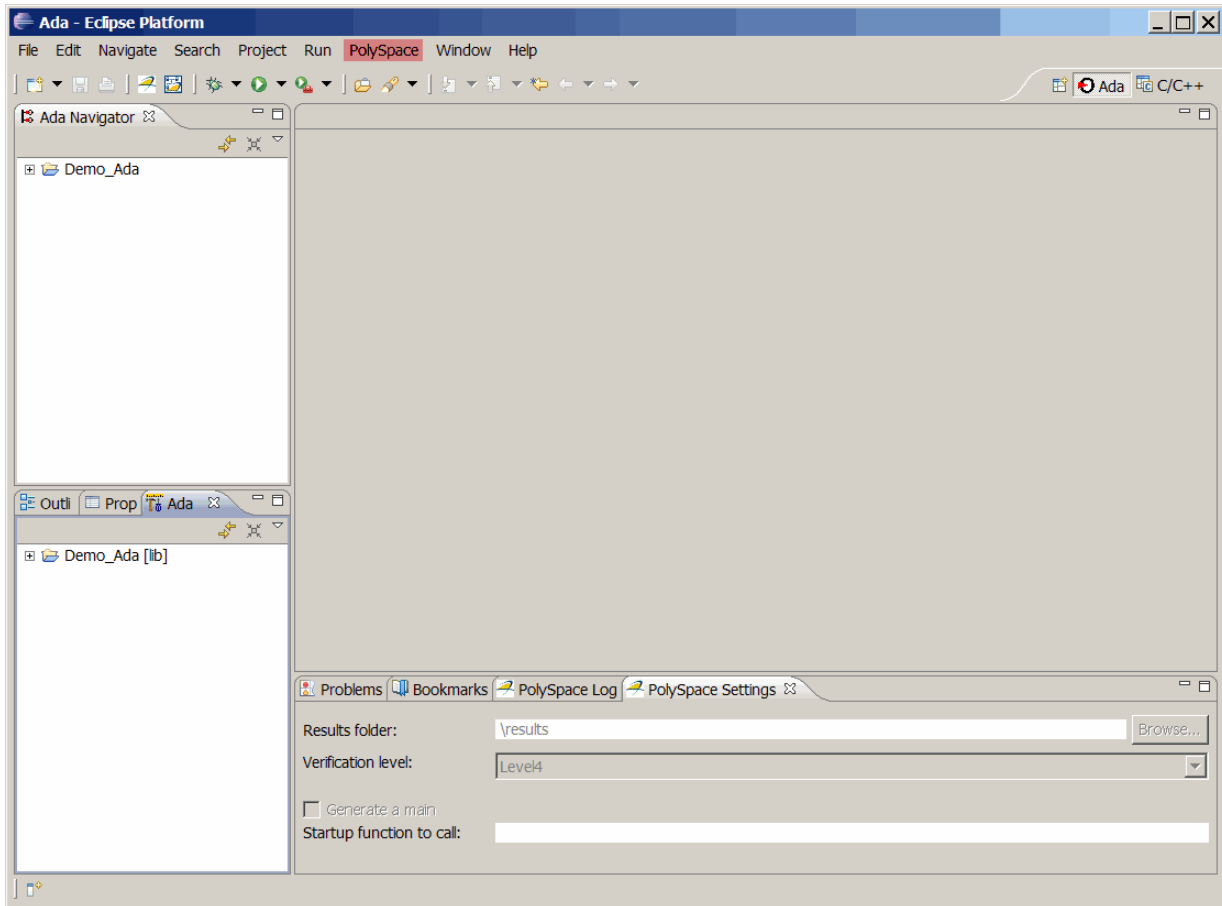 Ada - Eclipse Platform
File Edit Navigate Search Project Run PolySpace Window Help
Ada C/C++
Ada Navigator
Demo_Ada
Outli Prop Ada
Demo_Ada [lib]
Problems Bookmarks PolySpace Log PolySpace Settings
Results folder: \results Browse...
Verification level: Level4
Generate a main
Startup function to call: